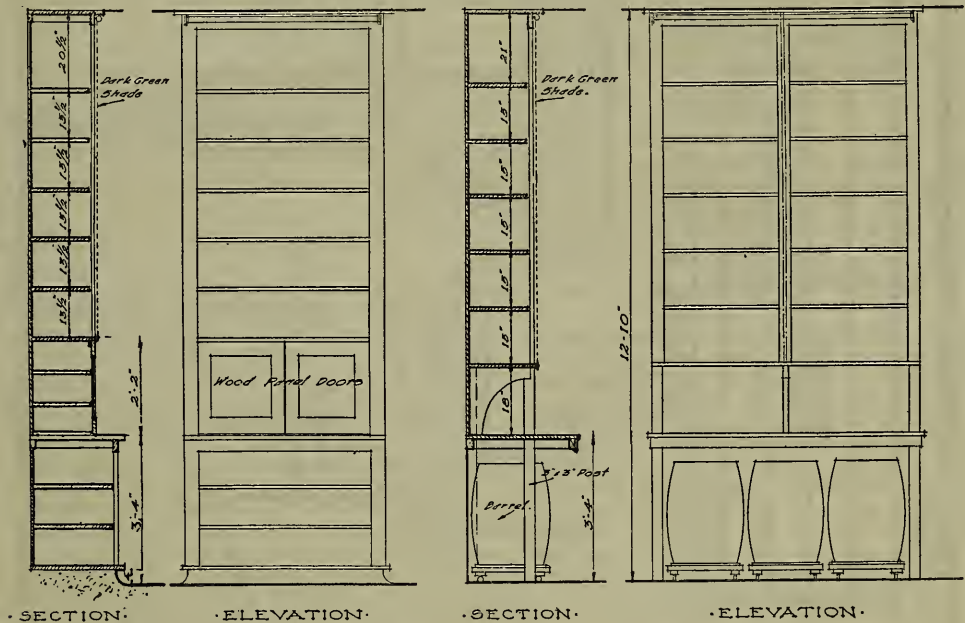 20½"
13½"
13½"
13½"
13½"
13½"
2'-2"
3'-4"
Dark Green
Shade
Wood Panel Doors
21"
15"
15"
15"
15"
15"
18"
Dark Green
Shade.
3"x3" Post
Barrel.
3'-4"
12'-10"
·SECTION·
·ELEVATION·
·SECTION·
·ELEVATION·